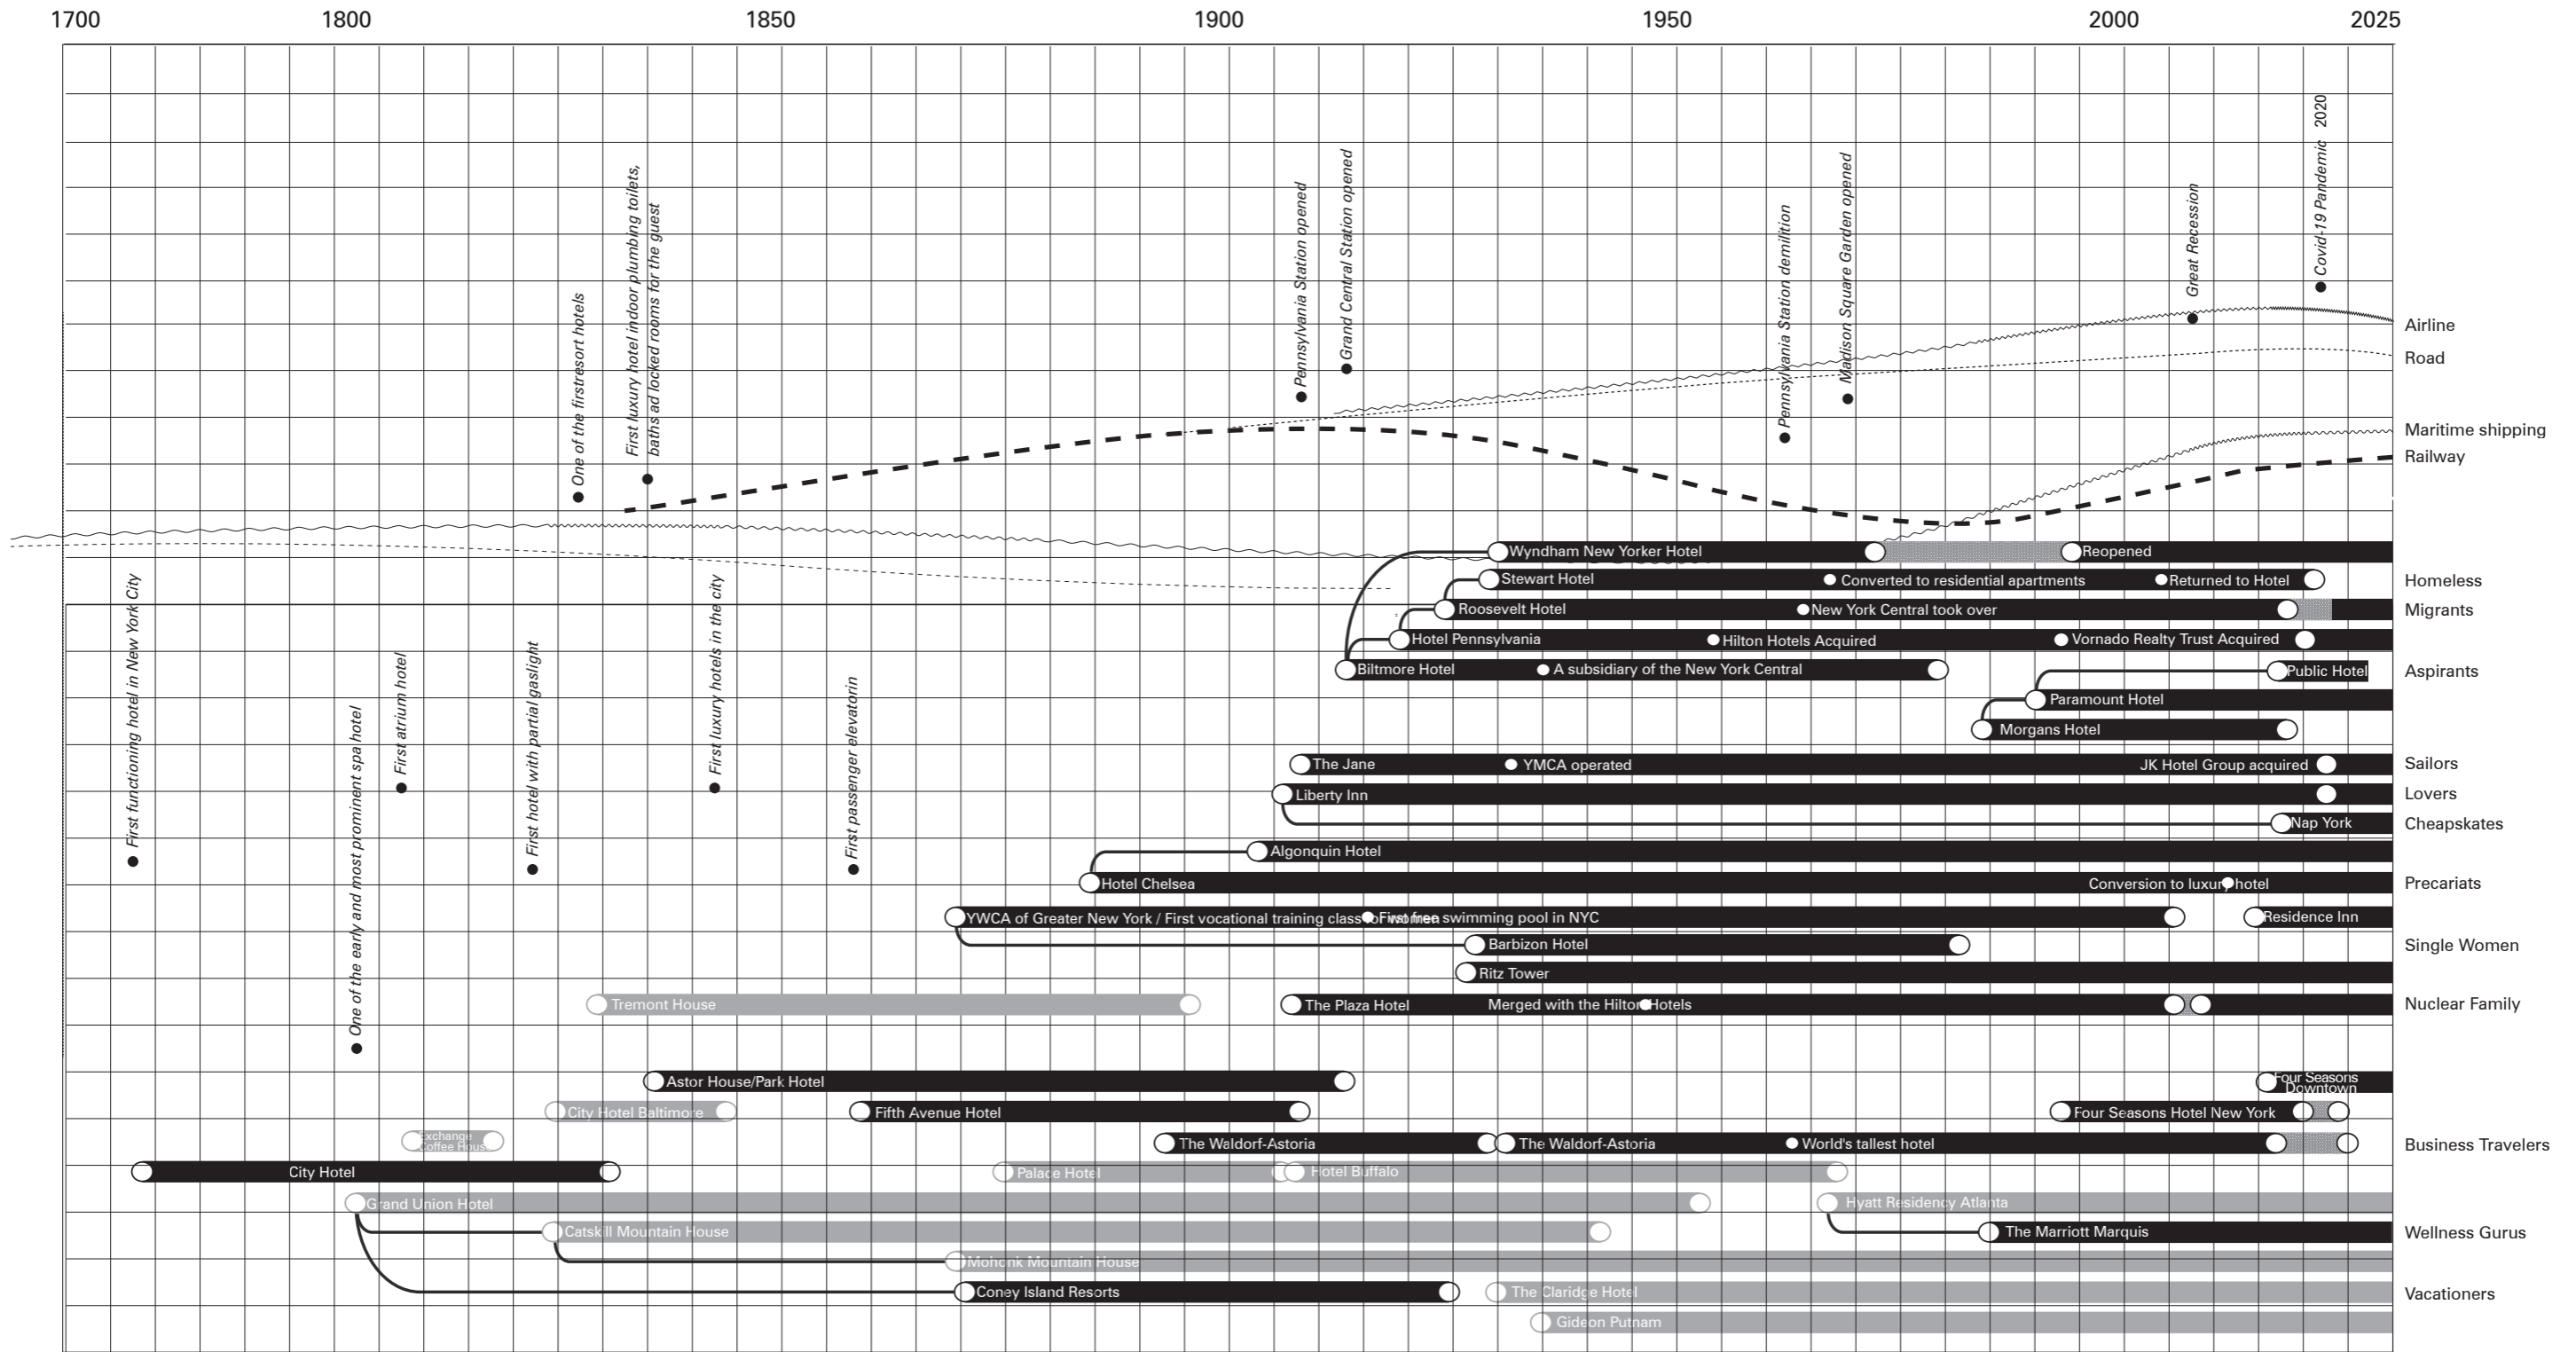 1700
1800
1850
1900
1950
2000
2025
Covid-19 Pandemic 2020
Grand Central Station opened
Madison Square Garden opened
First luxury hotel indoor plumbing toilets,
baths ad locked rooms for the guest
Pennsylvania Station opened
Great Recession
Pennsylvania Station demilition
One of the firstresort hotels
Airline
Road
Maritime shipping
Railway
Wyndham New Yorker Hotel
Reopened
Stewart Hotel
Converted to residential apartments
Returned to Hotel
Homeless
Roosevelt Hotel
New York Central took over
Migrants
Hotel Pennsylvania
Hilton Hotels Acquired
Vornado Realty Trust Acquired
Biltmore Hotel
A subsidiary of the New York Central
Public Hotel
Aspirants
Paramount Hotel
Morgans Hotel
First functioning hotel in New York City
First luxury hotels in the city
First hotel with partial gaslight
First atrium hotel
First passenger elevatorin
One of the early and most prominent spa hotel
The Jane
YMCA operated
JK Hotel Group acquired
Sailors
Liberty Inn
Lovers
Nap York
Cheapskates
Algonquin Hotel
Hotel Chelsea
Conversion to luxury hotel
Precariats
YWCA of Greater New York / First vocational training class for women
First free swimming pool in NYC
Residence Inn
Barbizon Hotel
Single Women
Ritz Tower
Tremont House
The Plaza Hotel
Merged with the Hilton Hotels
Nuclear Family
Astor House/Park Hotel
Four Seasons
Downtown
City Hotel Baltimore
Fifth Avenue Hotel
Four Seasons Hotel New York
Exchange
Coffee House
The Waldorf-Astoria
The Waldorf-Astoria
World's tallest hotel
Business Travelers
City Hotel
Palace Hotel
Hotel Buffalo
Grand Union Hotel
Hyatt Residency Atlanta
Catskill Mountain House
The Marriott Marquis
Wellness Gurus
Mohonk Mountain House
Coney Island Resorts
The Claridge Hotel
Vacationers
Gideon Putnam